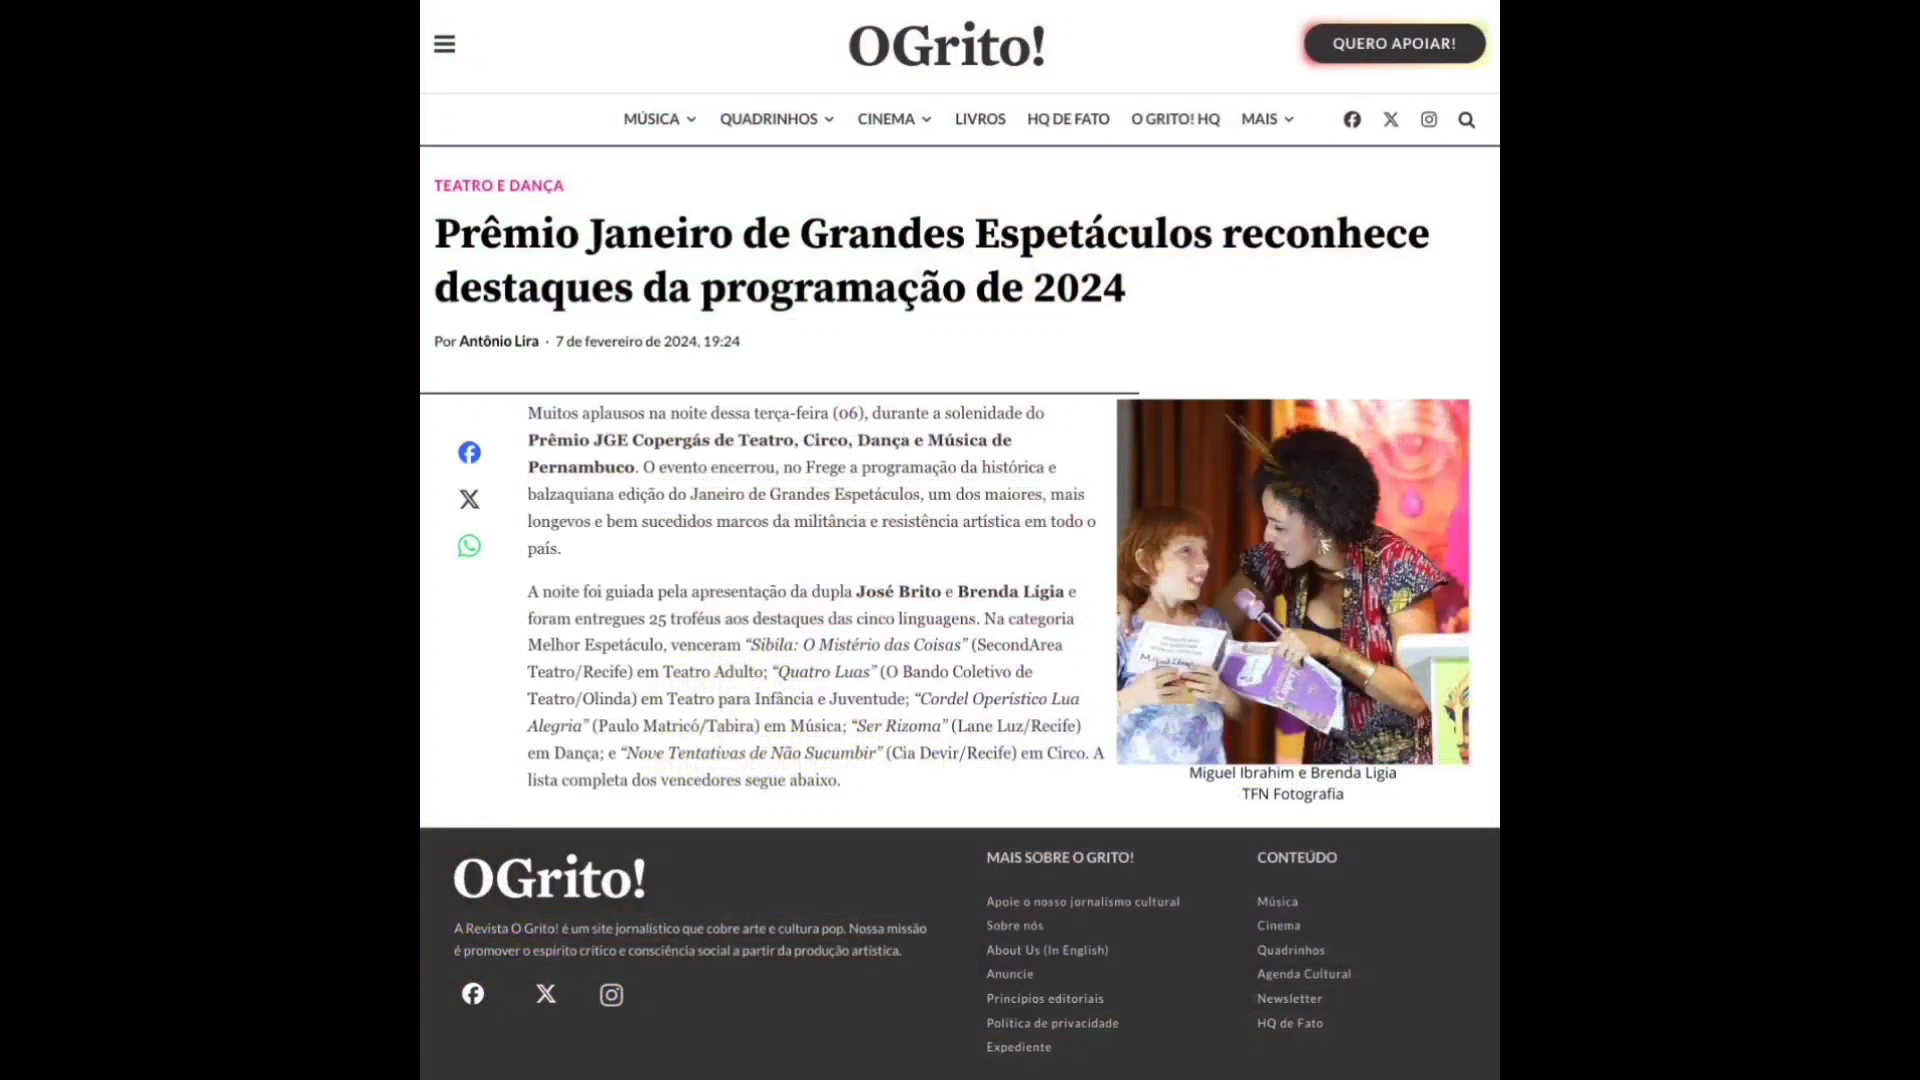 OGrito!
QUERO APOIAR!
MÚSICA QUADRINHOS CINEMA LIVROS HQ DE FATO O GRITO! HQ MAIS
TEATRO E DANÇA
Prêmio Janeiro de Grandes Espetáculos reconhece
destaques da programação de 2024
Por Antônio Lira · 7 de fevereiro de 2024, 19:24
Muitos aplausos na noite dessa terça-feira (06), durante a solenidade do
Prêmio JGE Copergás de Teatro, Circo, Dança e Música de
Pernambuco. O evento encerrou, no Frege a programação da histórica e
balzaquiana edição do Janeiro de Grandes Espetáculos, um dos maiores, mais
longevos e bem sucedidos marcos da militância e resistência artística em todo o
país.
A noite foi guiada pela apresentação da dupla José Brito e Brenda Lígia e
foram entregues 25 troféus aos destaques das cinco linguagens. Na categoria
Melhor Espetáculo, venceram “Sibila: O Mistério das Coisas” (SecondArea
Teatro/Recife) em Teatro Adulto; “Quatro Luas” (O Bando Coletivo de
Teatro/Olinda) em Teatro para Infância e Juventude; “Cordel Operístico Lua
Alegria” (Paulo Matricó/Tabira) em Música; “Ser Rizoma” (Lane Luz/Recife)
em Dança; e “Nove Tentativas de Não Sucumbir” (Cia Devir/Recife) em Circo. A
lista completa dos vencedores segue abaixo.
Miguel Ibrahim e Brenda Ligia
TFN Fotografia
OGrito!
A Revista O Grito! é um site jornalístico que cobre arte e cultura pop. Nossa missão
é promover o espírito crítico e consciência social a partir da produção artística.
MAIS SOBRE O GRITO!
Apoie o nosso jornalismo cultural
Sobre nós
About Us (In English)
Anuncie
Princípios editoriais
Política de privacidade
Expediente
CONTEÚDO
Música
Cinema
Quadrinhos
Agenda Cultural
Newsletter
HQ de Fato